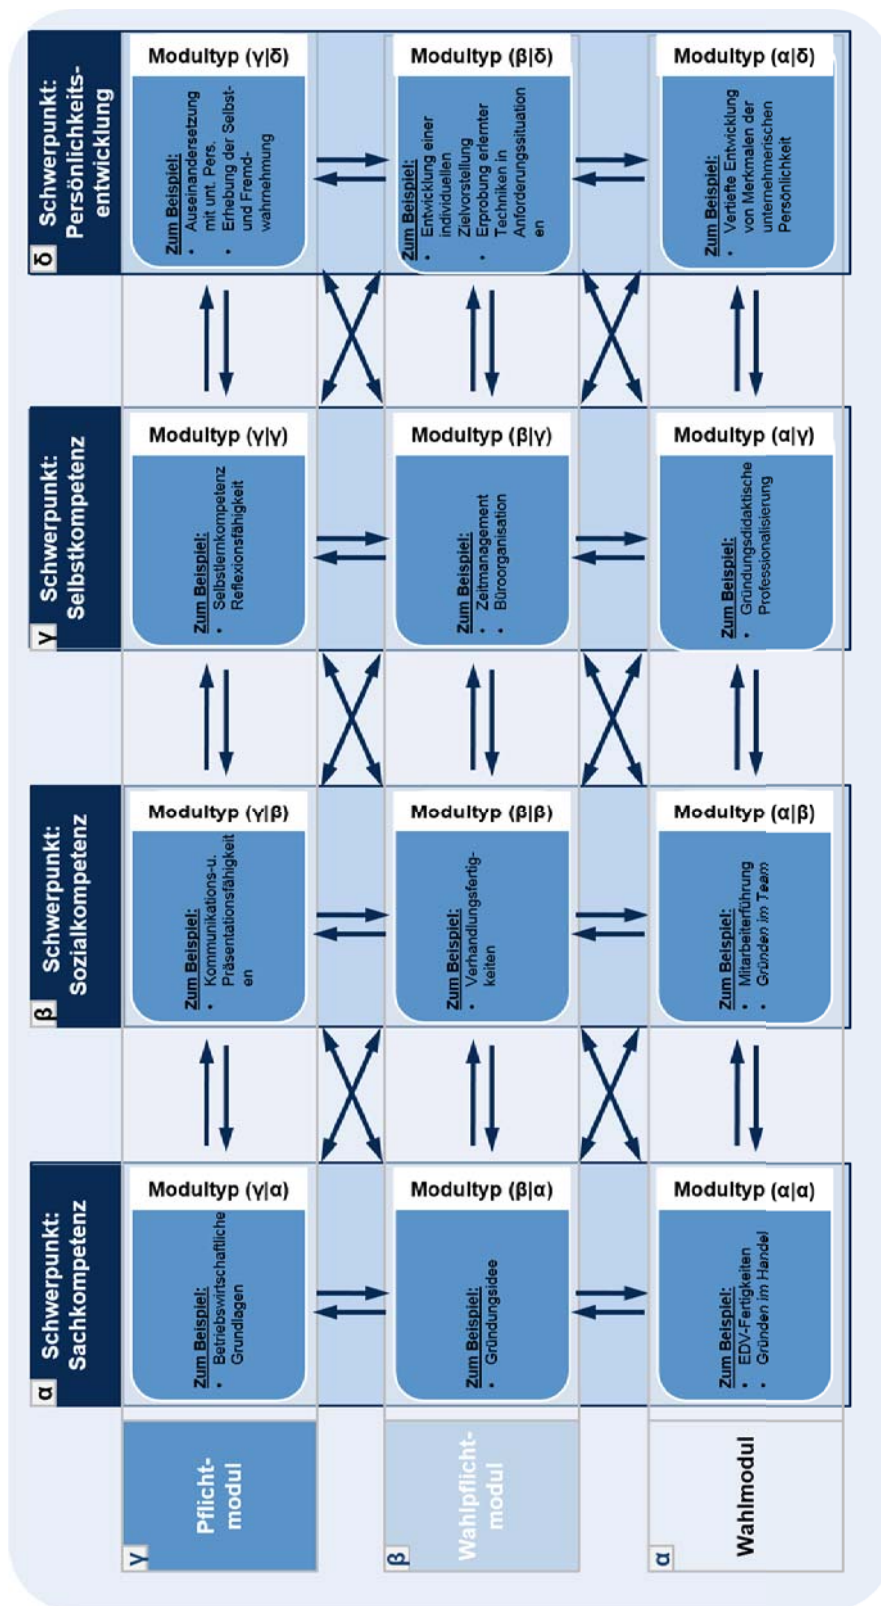 α
Schwerpunkt:
Sachkompetenz
β
Schwerpunkt:
Sozialkompetenz
γ
Schwerpunkt:
Selbstkompetenz
δ
Schwerpunkt:
Persönlichkeits-
entwicklung
γ
Pflicht-
modul
Modultyp (γ|α)
Zum Beispiel:
• Betriebswirtschaftliche
Grundlagen
Modultyp (γ|β)
Zum Beispiel:
• Kommunikations-u.
Präsentationsfähigkeit
en
Modultyp (γ|γ)
Zum Beispiel:
• Selbstlernkompetenz
Reflexionsfähigkeit
Modultyp (γ|δ)
Zum Beispiel:
• Auseinandersetzung
mit unt. Pers.
• Erhebung der Selbst-
und Fremd-
wahrnehmung
β
Wahlpflicht-
modul
Modultyp (β|α)
Zum Beispiel:
• Gründungsidee
Modultyp (β|β)
Zum Beispiel:
• Verhandlungsfertig-
keiten
Modultyp (β|γ)
Zum Beispiel:
• Zeitmanagement
• Büroorganisation
Modultyp (β|δ)
Zum Beispiel:
• Entwicklung einer
individuellen
Zielvorstellung
• Erprobung erlernter
Techniken in
Anforderungssituation
en
α
Wahlmodul
Modultyp (α|α)
Zum Beispiel:
• EDV-Fertigkeiten
• Gründen im Handel
Modultyp (α|β)
Zum Beispiel:
• Mitarbeiterführung
• Gründen im Team
Modultyp (α|γ)
Zum Beispiel:
• Gründungsdidaktische
Professionalisierung
Modultyp (α|δ)
Zum Beispiel:
• Vertiefte Entwicklung
von Merkmalen der
unternehmerischen
Persönlichkeit